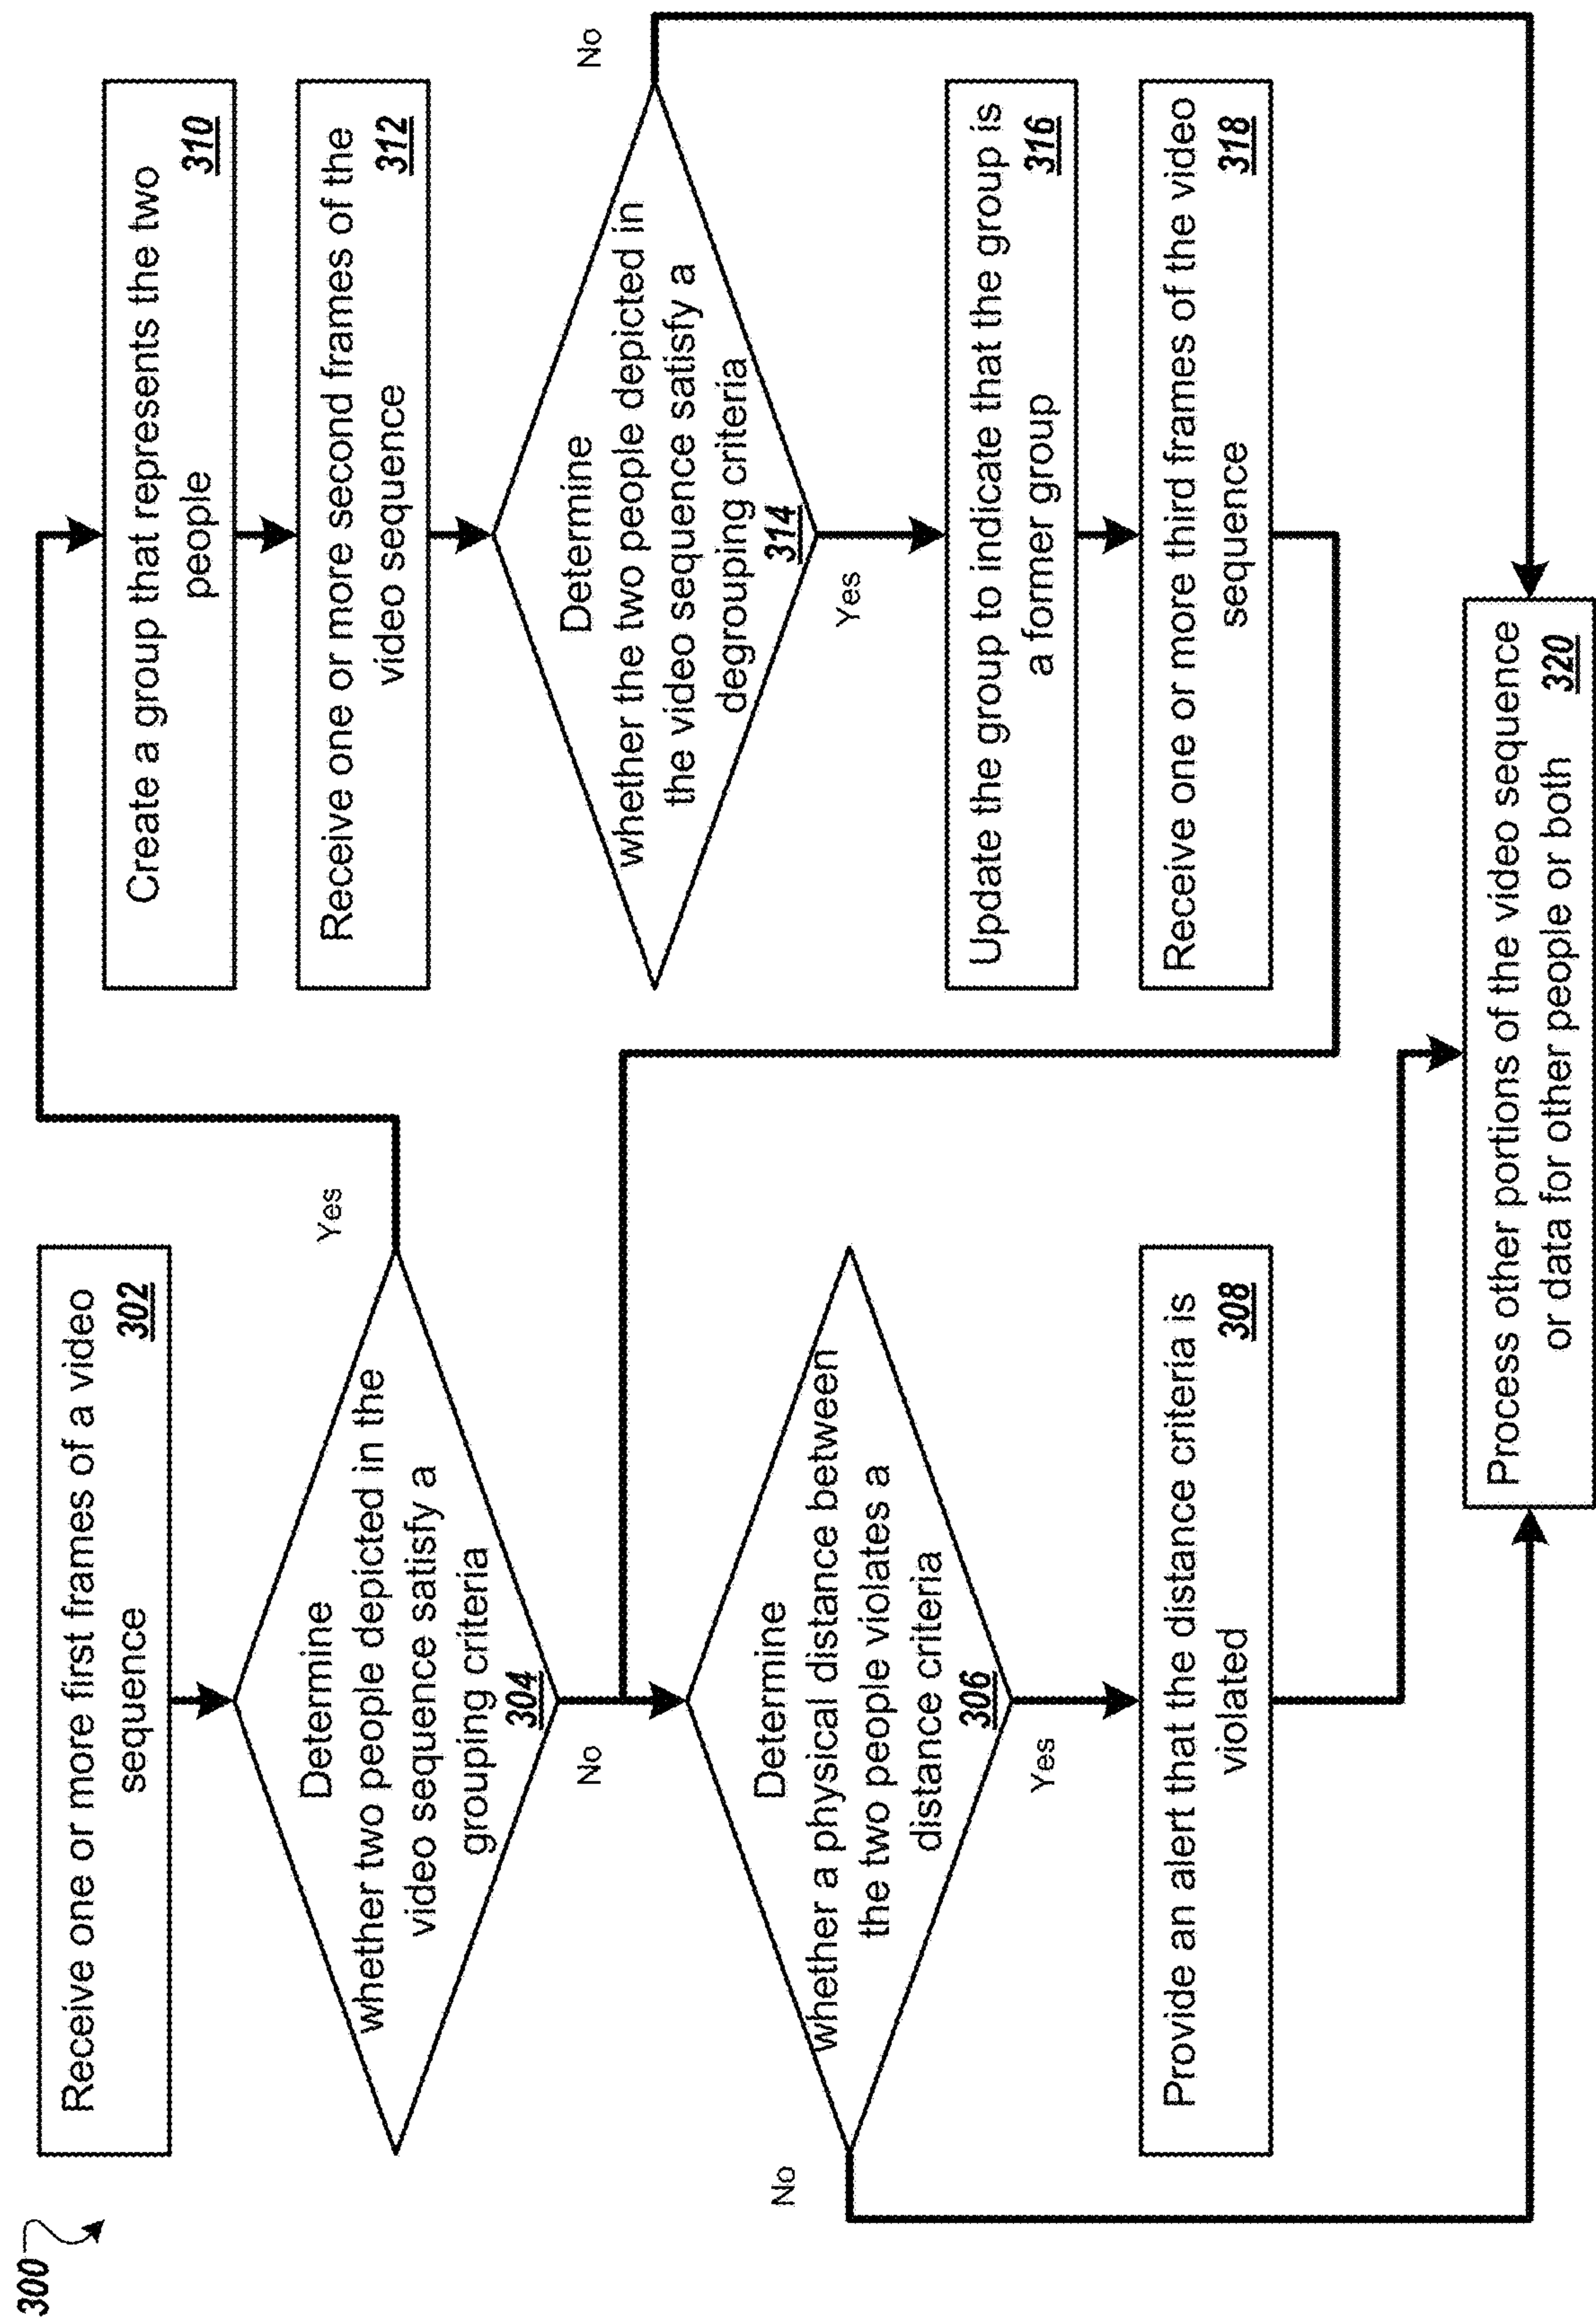 300
Receive one or more first frames of a video
sequence
302
Determine
whether two people depicted in the
video sequence satisfy a
grouping criteria
304
Yes
No
Determine
whether a physical distance between
the two people violates a
distance criteria
306
No
Yes
Provide an alert that the distance criteria is
violated
308
Create a group that represents the two
people
310
Receive one or more second frames of the
video sequence
312
Determine
whether the two people depicted in
the video sequence satisfy a
degrouping criteria
314
No
Yes
Update the group to indicate that the group is
a former group
316
Receive one or more third frames of the video
sequence
318
Process other portions of the video sequence
or data for other people or both
320